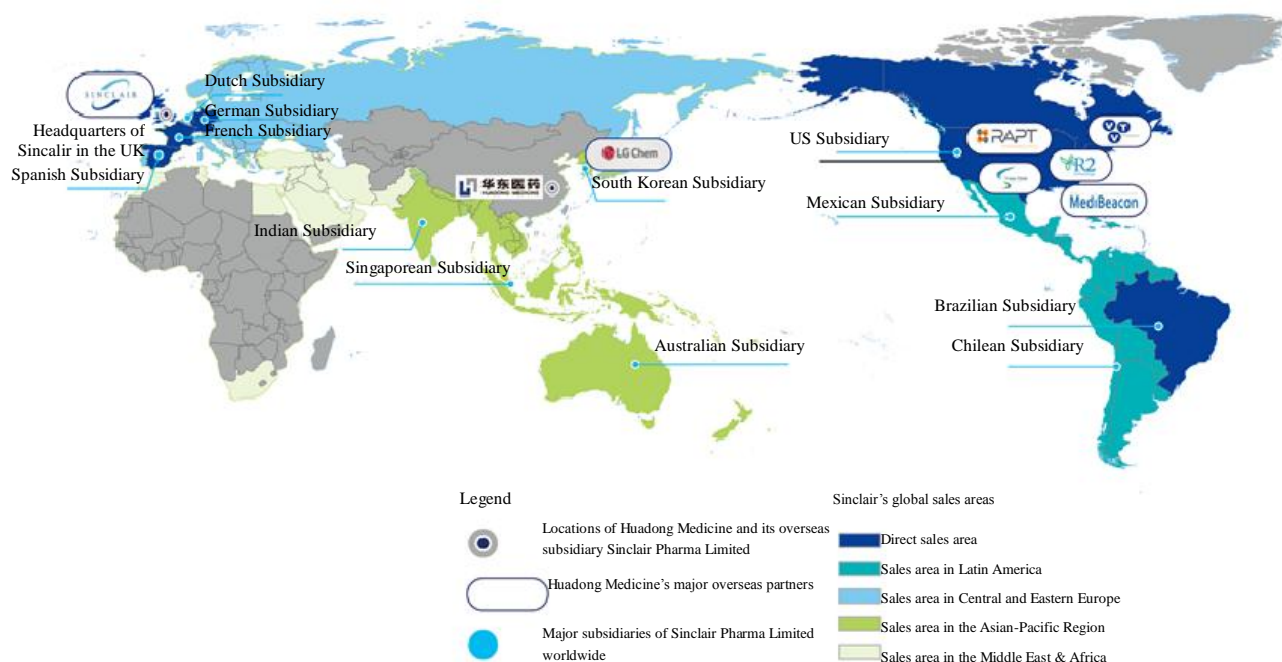 SINCLAIR
Dutch Subsidiary
German Subsidiary
French Subsidiary
Headquarters of
Sincalir in the UK
Spanish Subsidiary
LG Chem
华东医药
HUADONG MEDICINE
South Korean Subsidiary
Indian Subsidiary
Singaporean Subsidiary
Australian Subsidiary
US Subsidiary
RAPT
VTV
R2
MediBeacon
Mexican Subsidiary
Brazilian Subsidiary
Chilean Subsidiary
Legend
Locations of Huadong Medicine and its overseas
subsidiary Sinclair Pharma Limited
Huadong Medicine's major overseas partners
Major subsidiaries of Sinclair Pharma Limited
worldwide
Sinclair's global sales areas
Direct sales area
Sales area in Latin America
Sales area in Central and Eastern Europe
Sales area in the Asian-Pacific Region
Sales area in the Middle East & Africa